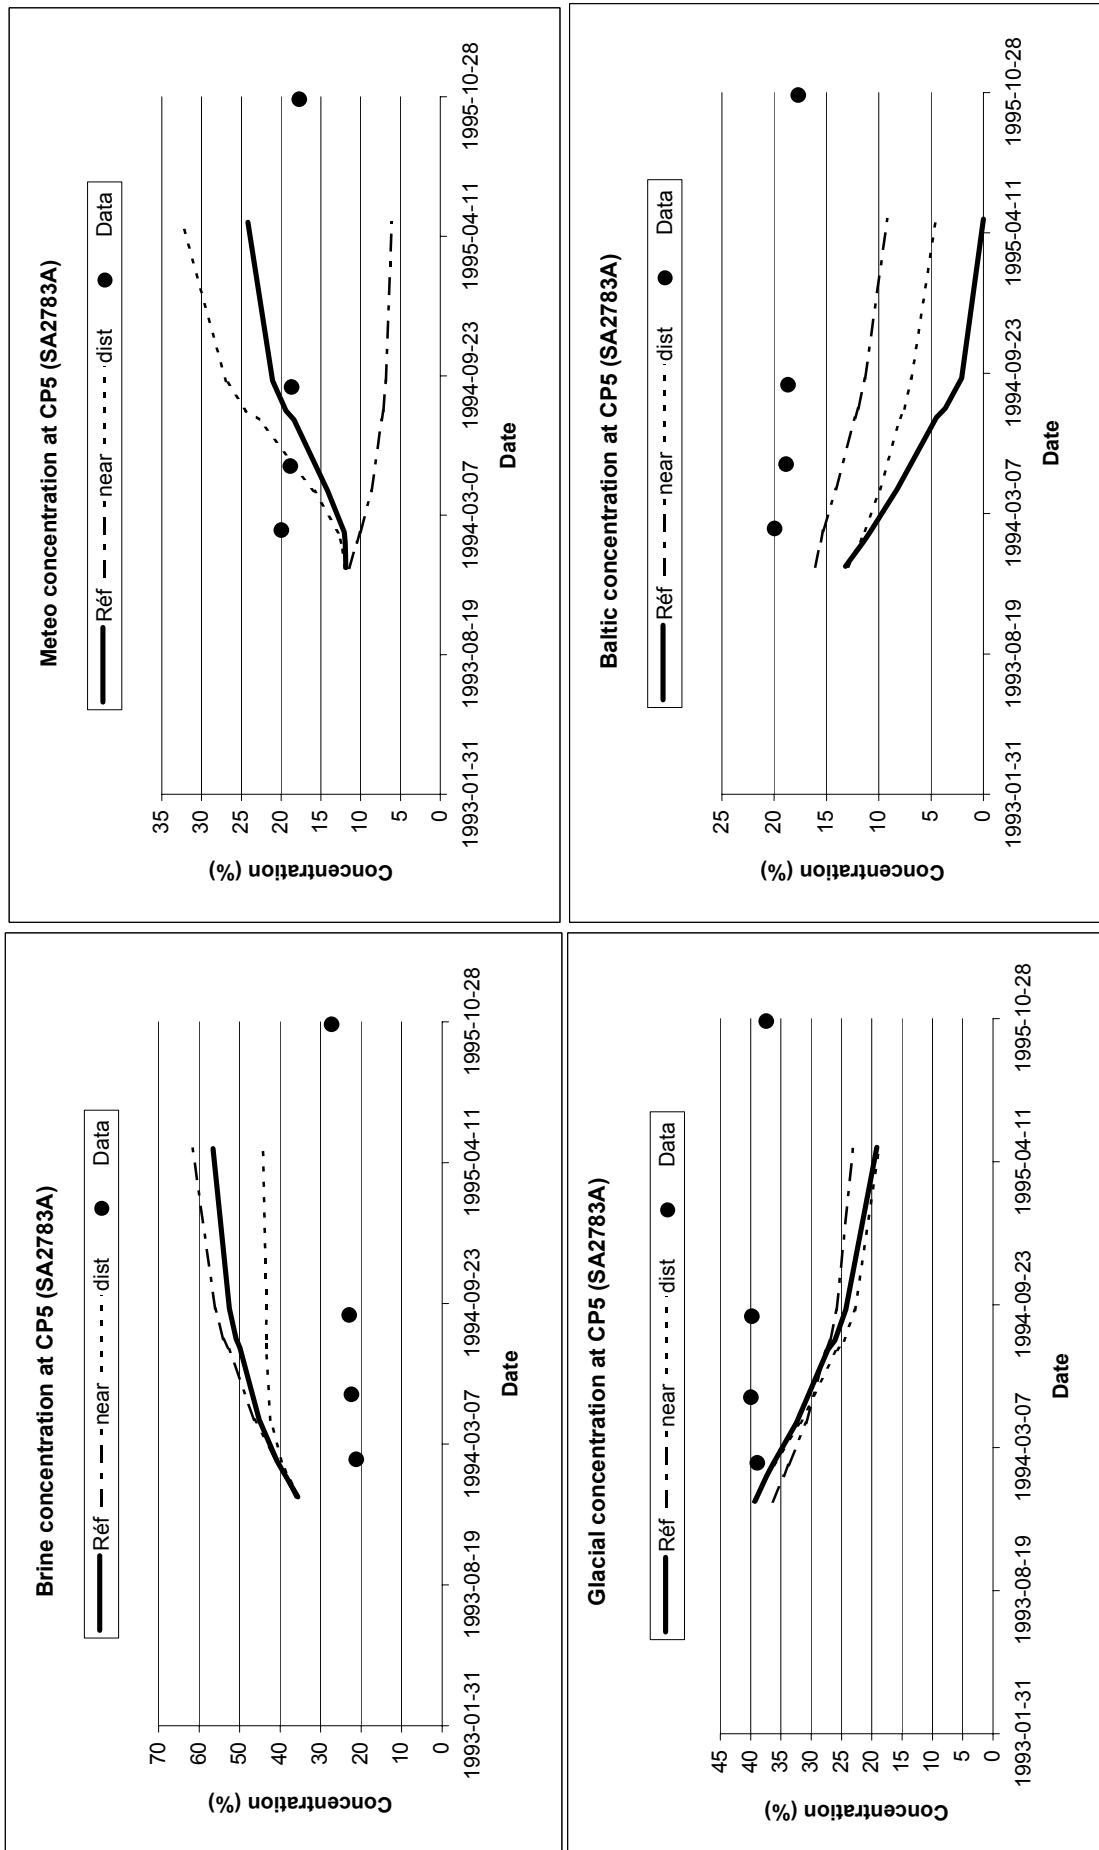 Brine concentration at CP5 (SA2783A)
Réf near dist Data
Concentration (%)
70
60
50
40
30
20
10
0
1993-01-31 1993-08-19 1994-03-07 1994-09-23 1995-04-11 1995-10-28
Date
Meteo concentration at CP5 (SA2783A)
Réf near dist Data
Concentration (%)
35
30
25
20
15
10
5
0
1993-01-31 1993-08-19 1994-03-07 1994-09-23 1995-04-11 1995-10-28
Date
Glacial concentration at CP5 (SA2783A)
Réf near dist Data
Concentration (%)
45
40
35
30
25
20
15
10
5
0
1993-01-31 1993-08-19 1994-03-07 1994-09-23 1995-04-11 1995-10-28
Date
Baltic concentration at CP5 (SA2783A)
Réf near dist Data
Concentration (%)
25
20
15
10
5
0
1993-01-31 1993-08-19 1994-03-07 1994-09-23 1995-04-11 1995-10-28
Date